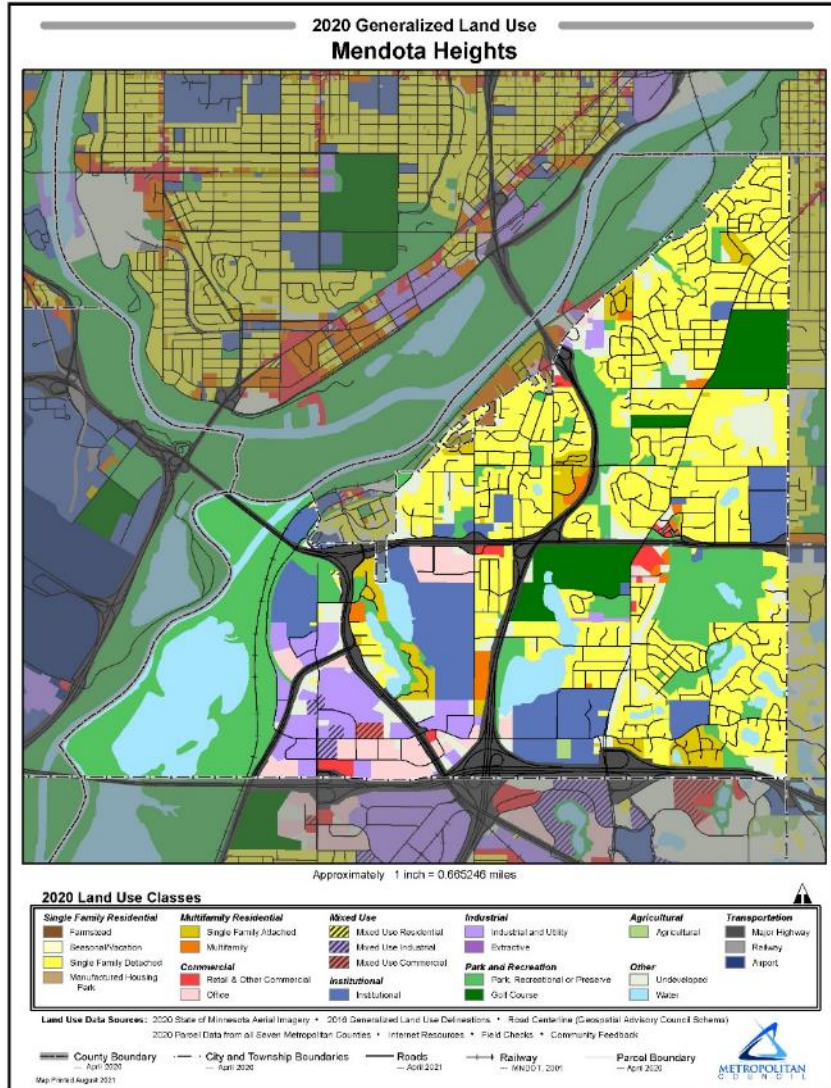 2020 Generalized Land Use
Mendota Heights
Approximately 1 inch = 0.665246 miles
2020 Land Use Classes
Single Family Residential
Farmstead
Seasonal/Vacation
Single Family Detached
Manufactured Housing
Park
Multifamily Residential
Single Family Attached
Multifamily
Commercial
Retail & Other Commercial
Office
Mixed Use
Mixed Use Residential
Mixed Use Industrial
Mixed Use Commercial
Institutional
Institutional
Industrial
Industrial and Utility
Extractive
Park and Recreation
Park, Recreational or Preserve
Golf Course
Agricultural
Agricultural
Other
Undeveloped
Water
Transportation
Major Highway
Railway
Airport
Land Use Data Sources: 2020 State of Minnesota Aerial Imagery • 2016 Generalized Land Use Delineations • Road Centerline (Geospatial Advisory Council Schema)
2020 Parcel Data from all Seven Metropolitan Counties • Internet Resources • Field Checks • Community Feedback
County Boundary
--- April 2020
City and Township Boundaries
--- April 2020
Roads
--- April 2021
Railway
--- MNDOT, 2001
Parcel Boundary
--- April 2020
Map Printed August 2021
METROPOLITAN
COUNCIL